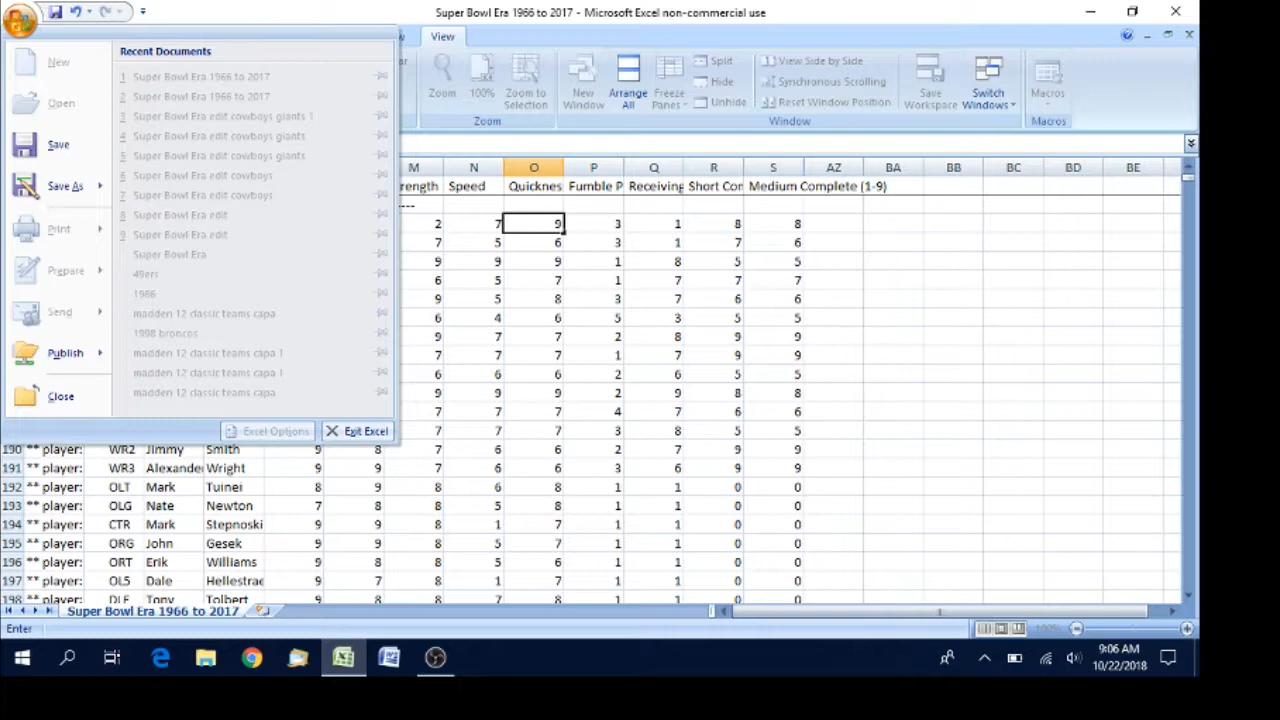 Super Bowl Era 1966 to 2017 - Microsoft Excel non-commercial use
View
New
Open
Save
Save As
Print
Prepare
Send
Publish
Close
Recent Documents
1 Super Bowl Era 1966 to 2017
2 Super Bowl Era 1966 to 2017
3 Super Bowl Era edit cowboys giants 1
4 Super Bowl Era edit cowboys giants
5 Super Bowl Era edit cowboys giants
6 Super Bowl Era edit cowboys
7 Super Bowl Era edit cowboys
8 Super Bowl Era edit
9 Super Bowl Era edit
Super Bowl Era
49ers
1986
madden 12 classic teams capa
1998 broncos
madden 12 classic teams capa 1
madden 12 classic teams capa 1
madden 12 classic teams capa
Excel Options Exit Excel
Zoom 100% Zoom to Selection
Zoom
New Window Arrange All Freeze Panes
Split
Hide
Unhide
View Side by Side
Synchronous Scrolling
Reset Window Position
Save Workspace Switch Windows
Window
Macros
Macros
M N O P Q R S AZ BA BB BC BD BE
rength Speed Quicknes Fumble P Receiving Short Con Medium Complete (1-9)
----
2 7 9 3 1 8 8
7 5 6 3 1 7 6
9 9 9 1 8 5 5
6 5 7 1 7 7 7
9 5 8 3 7 6 6
6 4 6 5 3 5 5
9 7 7 2 8 9 9
7 7 7 1 7 9 9
6 6 6 2 6 5 5
9 9 9 2 9 8 8
7 7 7 4 7 6 6
7 7 7 3 8 5 5
190 ** player: WR2 Jimmy Smith 9 8 7 6 6 2 7 9 9
191 ** player: WR3 Alexander Wright 9 8 7 6 6 3 6 9 9
192 ** player: OLT Mark Tuinei 8 9 8 6 8 1 1 0 0
193 ** player: OLG Nate Newton 7 8 8 5 8 1 1 0 0
194 ** player: CTR Mark Stepnoski 9 9 8 1 7 1 1 0 0
195 ** player: ORG John Gesek 9 9 8 5 7 1 1 0 0
196 ** player: ORT Erik Williams 9 8 8 5 6 1 1 0 0
197 ** player: OL5 Dale Hellestrae 9 7 8 1 7 1 1 0 0
198 ** player: DLE Tony Tolbert 9 8 8 7 8 1 1 0 0
Super Bowl Era 1966 to 2017
Enter
100%
9:06 AM
10/22/2018